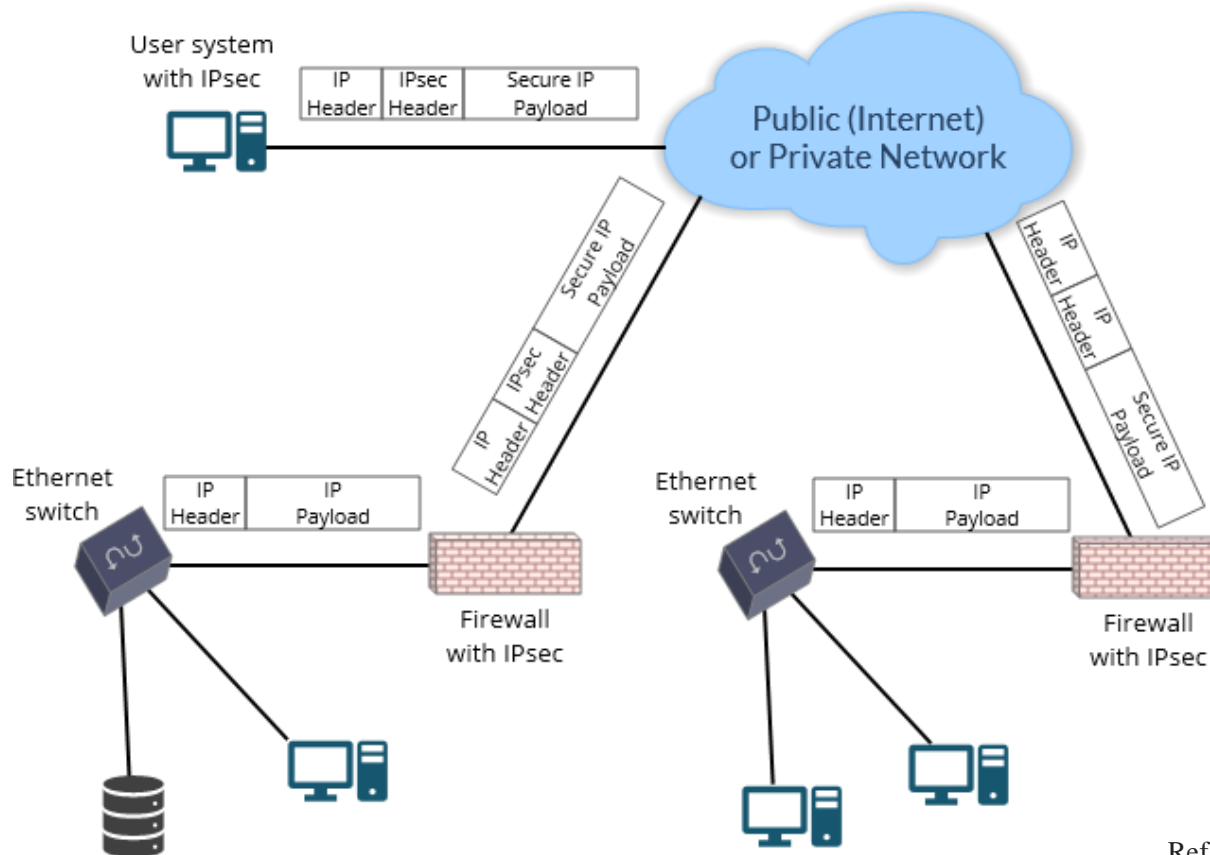 User system
with IPsec
IP
Header
IPsec
Header
Secure IP
Payload
Public (Internet)
or Private Network
IP
Header
IPsec
Header
Secure IP
Payload
IP
Header
IP
Header
Secure IP
Payload
Ethernet
switch
IP
Header
IP
Payload
Firewall
with IPsec
Ethernet
switch
IP
Header
IP
Payload
Firewall
with IPsec
Ref